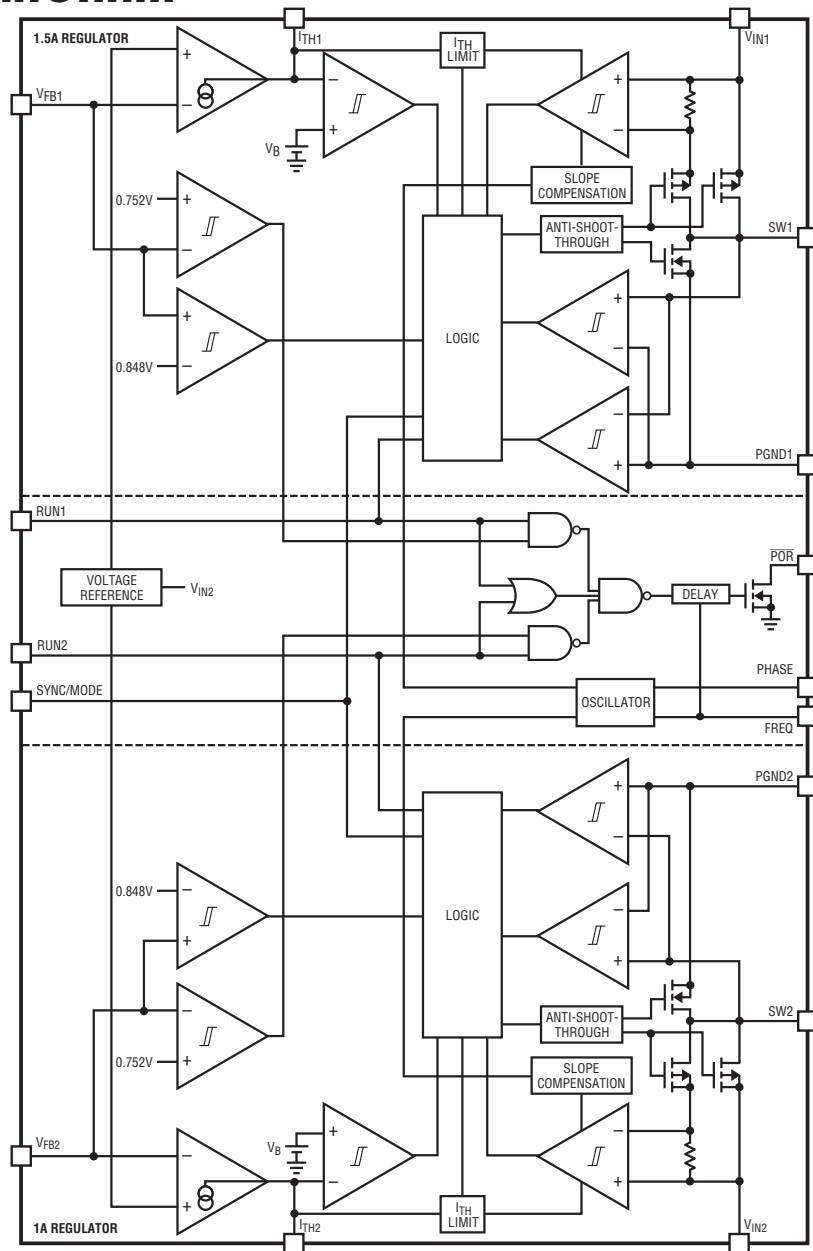 1.5A REGULATOR
ITH1
VIN1
ITH
LIMIT
+
−
+
VFB1
−
+
−
VB
SLOPE
COMPENSATION
0.752V
+
−
ANTI-SHOOT-
THROUGH
SW1
+
−
0.848V
LOGIC
+
−
−
+
PGND1
RUN1
POR
VOLTAGE
REFERENCE
VIN2
DELAY
RUN2
PHASE
SYNC/MODE
OSCILLATOR
FREQ
PGND2
+
−
0.848V
−
+
LOGIC
−
+
−
+
0.752V
ANTI-SHOOT-
THROUGH
SW2
SLOPE
COMPENSATION
VFB2
−
+
VB
+
−
−
+
ITH
LIMIT
1A REGULATOR
ITH2
VIN2